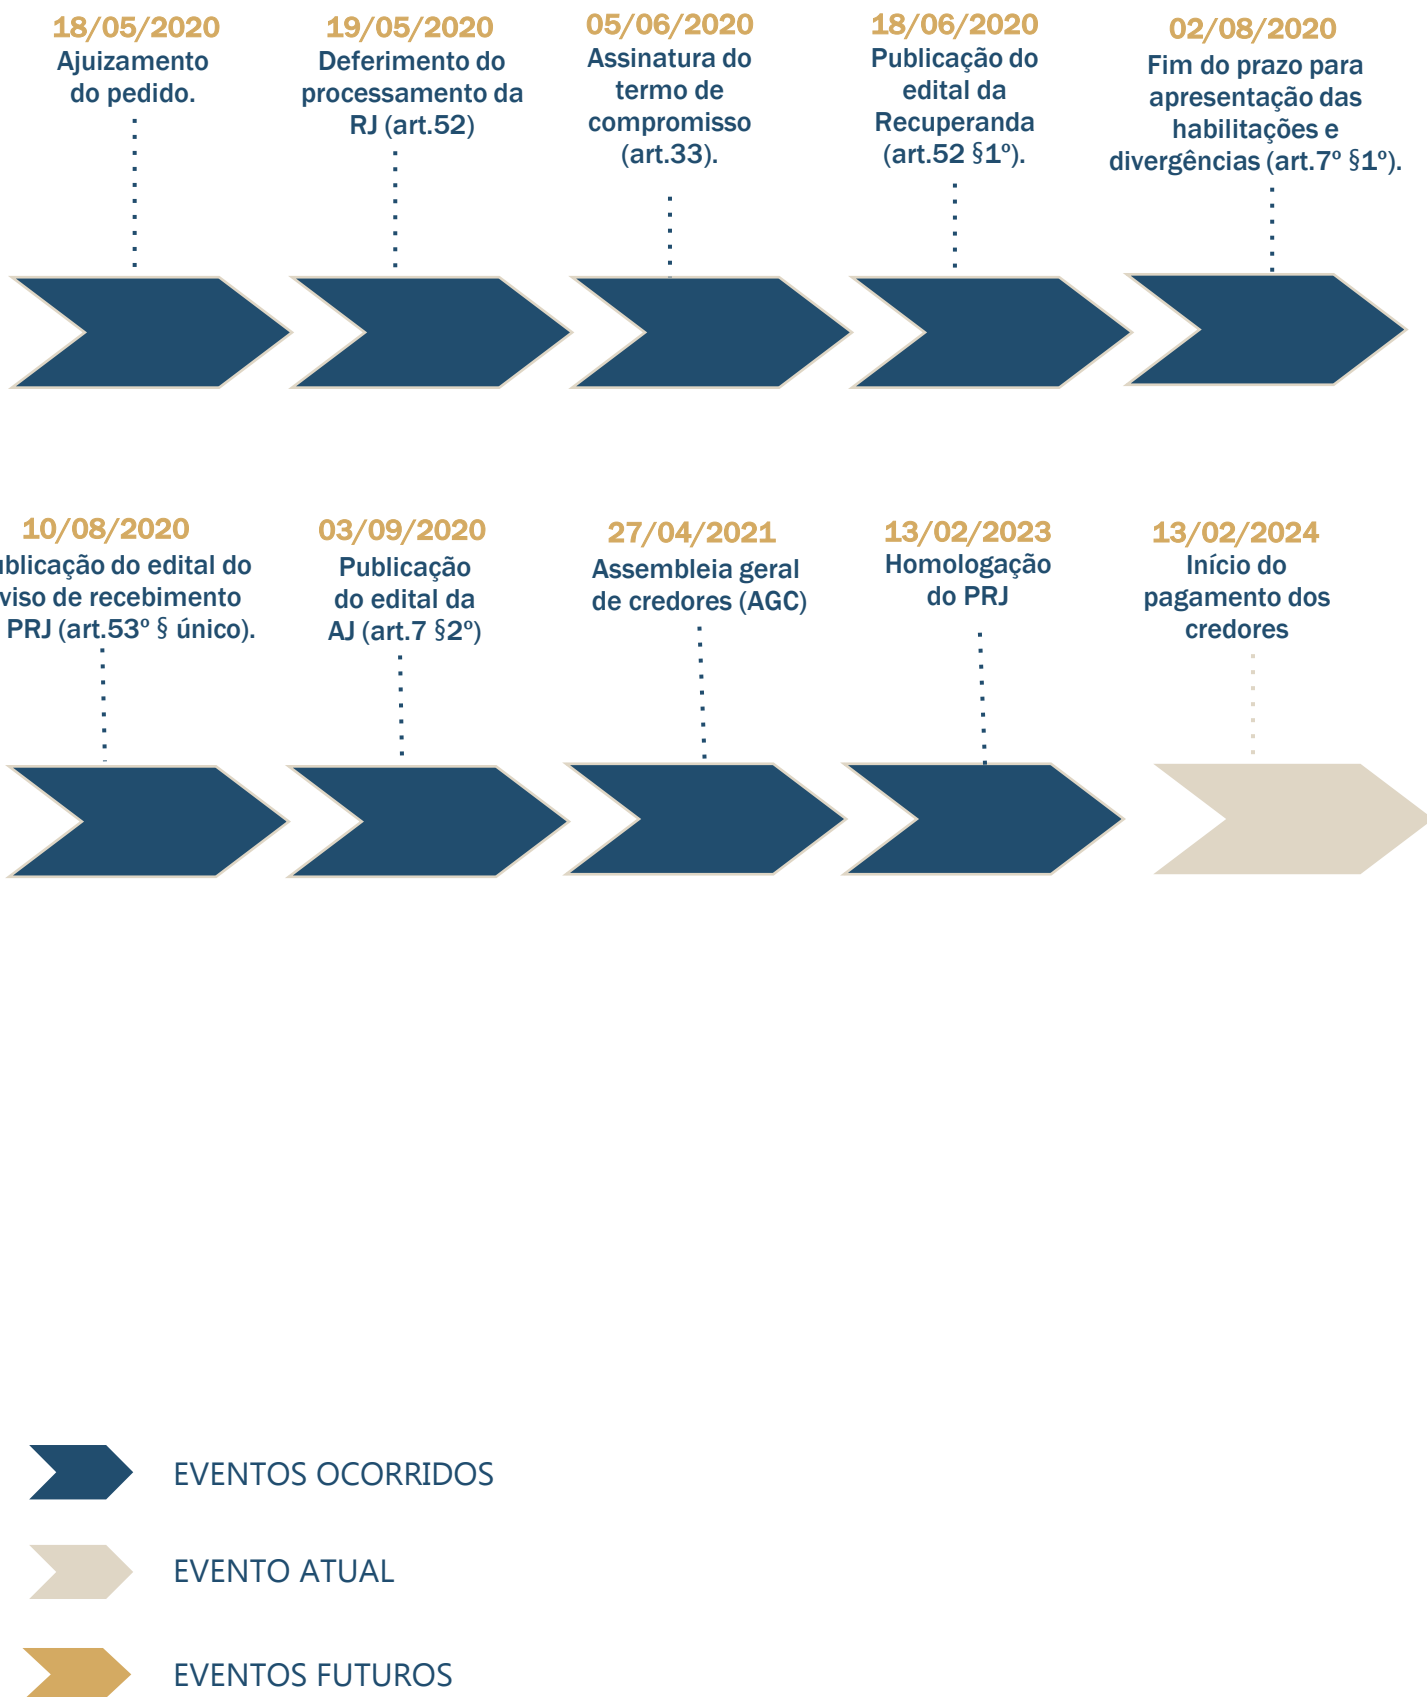 18/05/2020
Ajuizamento
do pedido.
19/05/2020
Deferimento do
processamento da
RJ (art.52)
05/06/2020
Assinatura do
termo de
compromisso
(art.33).
18/06/2020
Publicação do
edital da
Recuperanda
(art.52 §1º).
02/08/2020
Fim do prazo para
apresentação das
habilitações e
divergências (art.7º §1º).
10/08/2020
ublicação do edital do
viso de recebimento
PRJ (art.53º § único).
03/09/2020
Publicação
do edital da
AJ (art.7 §2º)
27/04/2021
Assembleia geral
de credores (AGC)
13/02/2023
Homologação
do PRJ
13/02/2024
Início do
pagamento dos
credores
EVENTOS OCORRIDOS
EVENTO ATUAL
EVENTOS FUTUROS